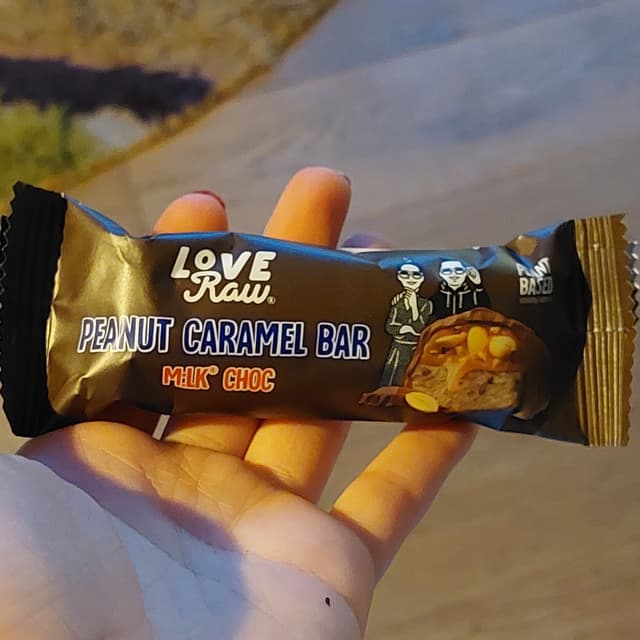 LOVE
Raw®
PEANUT CARAMEL BAR
M:LK® CHOC
PLANT
BASED